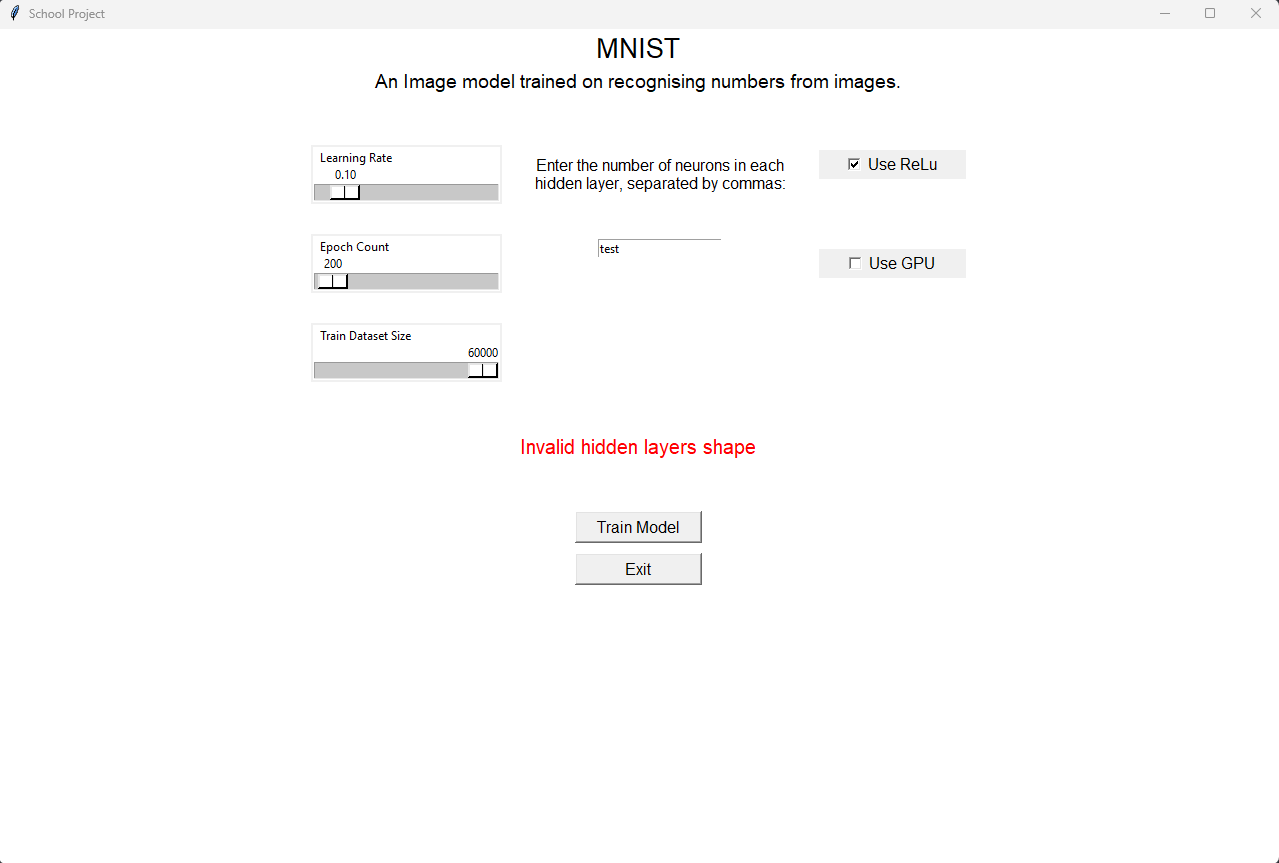 School Project
MNIST
An Image model trained on recognising numbers from images.
Learning Rate
0.10
Enter the number of neurons in each
hidden layer, separated by commas:
Use ReLu
Epoch Count
200
test
Use GPU
Train Dataset Size
60000
Invalid hidden layers shape
Train Model
Exit